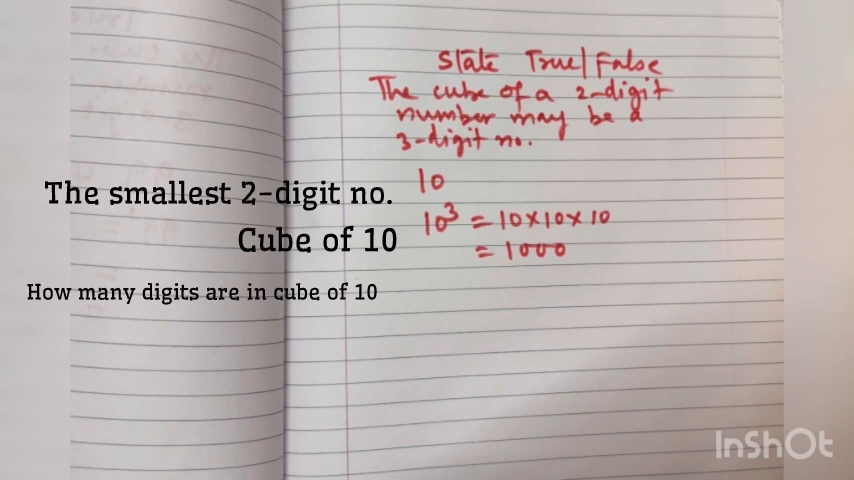 State True/False
The cube of a 2-digit
number may be a
3-digit no.
The smallest 2-digit no.
10
Cube of 10
10³ = 10×10×10
= 1000
How many digits are in cube of 10
InShOt